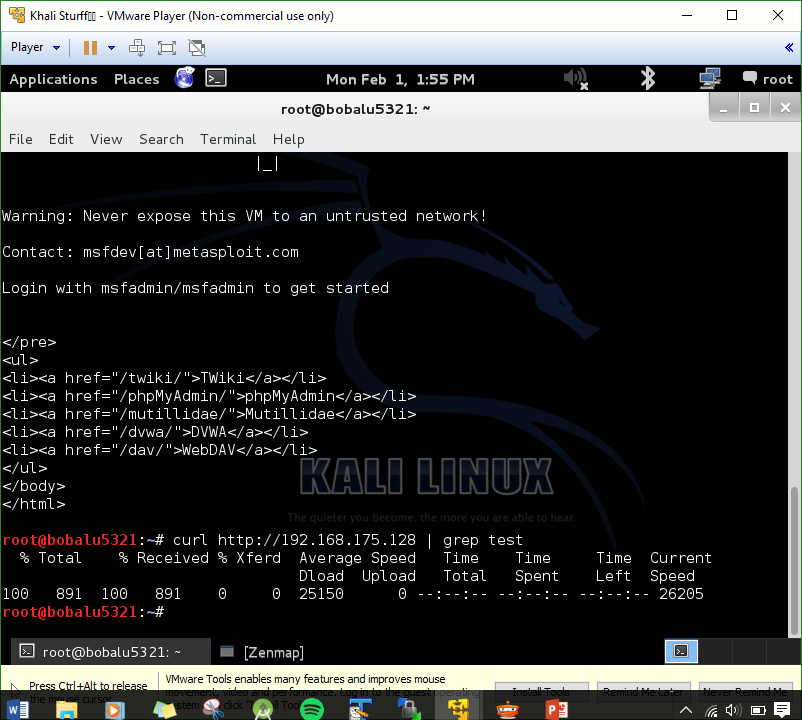 Khali Sturff▯▯ - VMware Player (Non-commercial use only)
Player
Applications Places Mon Feb 1, 1:55 PM root
root@bobalu5321: ~
File Edit View Search Terminal Help
|_|
Warning: Never expose this VM to an untrusted network!
Contact: msfdev[at]metasploit.com
Login with msfadmin/msfadmin to get started
</pre>
<ul>
<li><a href="/twiki/">TWiki</a></li>
<li><a href="/phpMyAdmin/">phpMyAdmin</a></li>
<li><a href="/mutillidae/">Mutillidae</a></li>
<li><a href="/dvwa/">DVWA</a></li>
<li><a href="/dav/">WebDAV</a></li>
</ul>
</body>
</html>
KALI LINUX
The quieter you become, the more you are able to hear.
root@bobalu5321:~# curl http://192.168.175.128 | grep test
% Total % Received % Xferd Average Speed Time Time Time Current
Dload Upload Total Spent Left Speed
100 891 100 891 0 0 25150 0 --:--:-- --:--:-- --:--:-- 26205
root@bobalu5321:~#
root@bobalu5321: ~ [Zenmap]
Press Ctrl+Alt to release
the mouse cursor.
VMware Tools enables many features and improves mouse
movement, video and performance. Log in to the guest operating
system and click "Install Tools
Install Tools Remind Me Later Never Remind Me